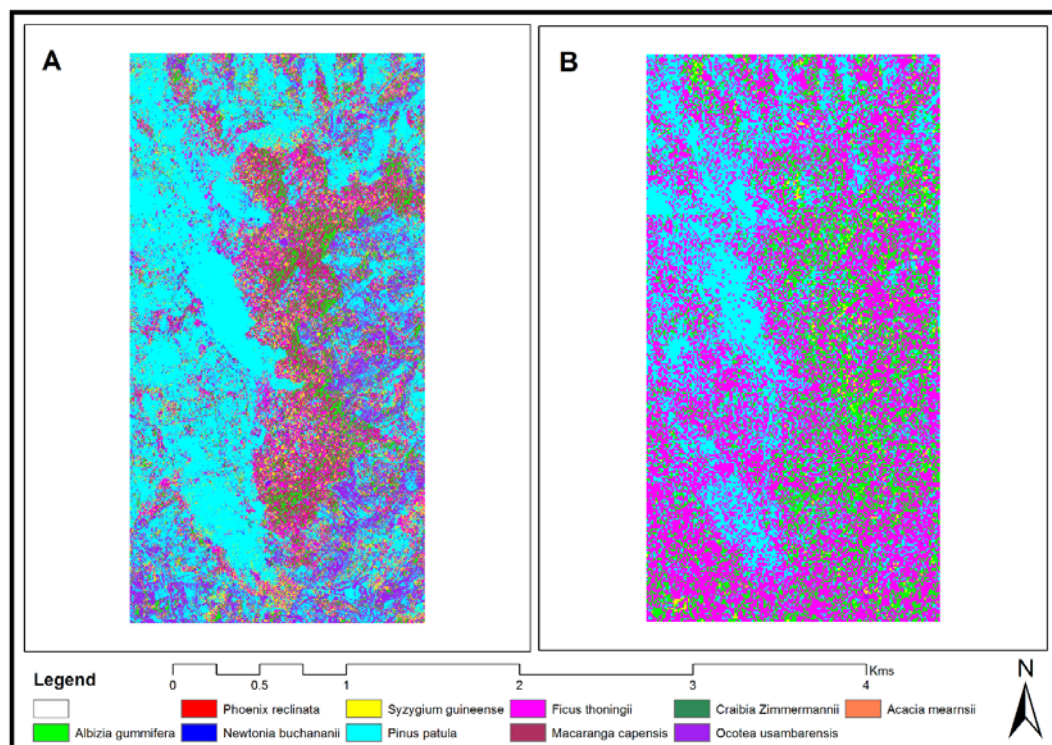 A
B
Legend
0 0.5 1 2 3 4 Kms
N
Phoenix reclinata Syzygium guineense Ficus thoningii Craibia Zimmermannii Acacia mearnsii
Albizia gummifera Newtonia buchananii Pinus patula Macaranga capensis Ocotea usambarensis